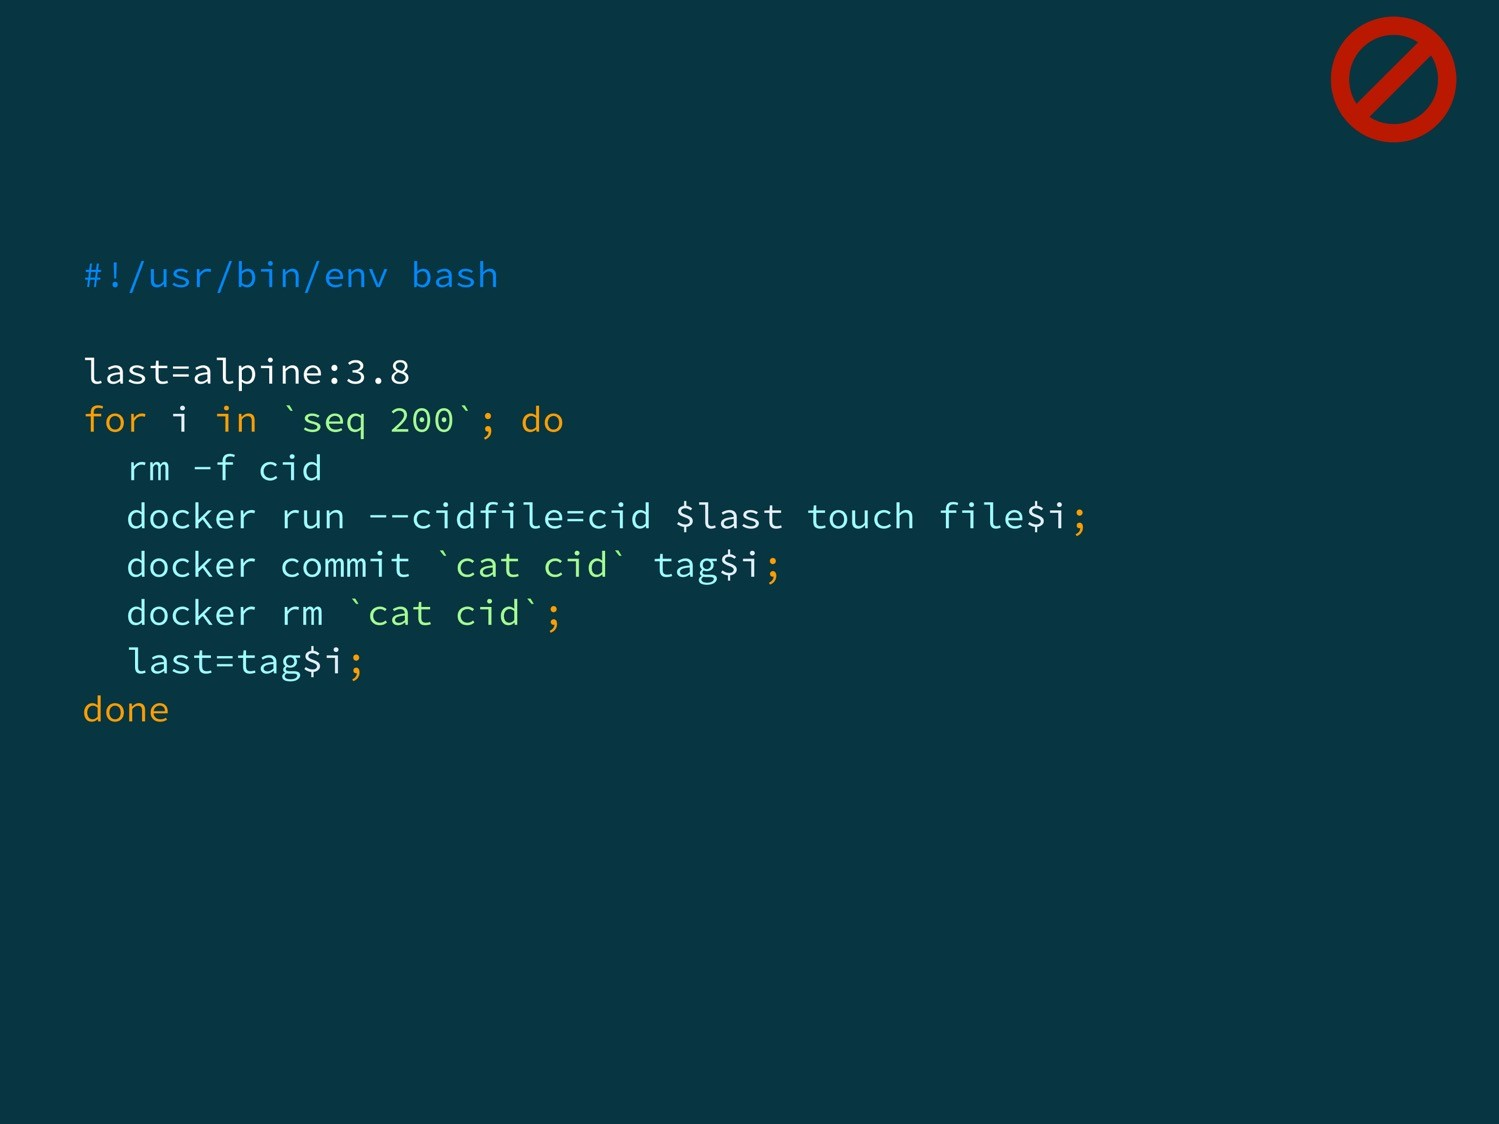 #!/usr/bin/env bash
last=alpine:3.8
for i in `seq 200`; do
  rm -f cid
  docker run --cidfile=cid $last touch file$i;
  docker commit `cat cid` tag$i;
  docker rm `cat cid`;
  last=tag$i;
done